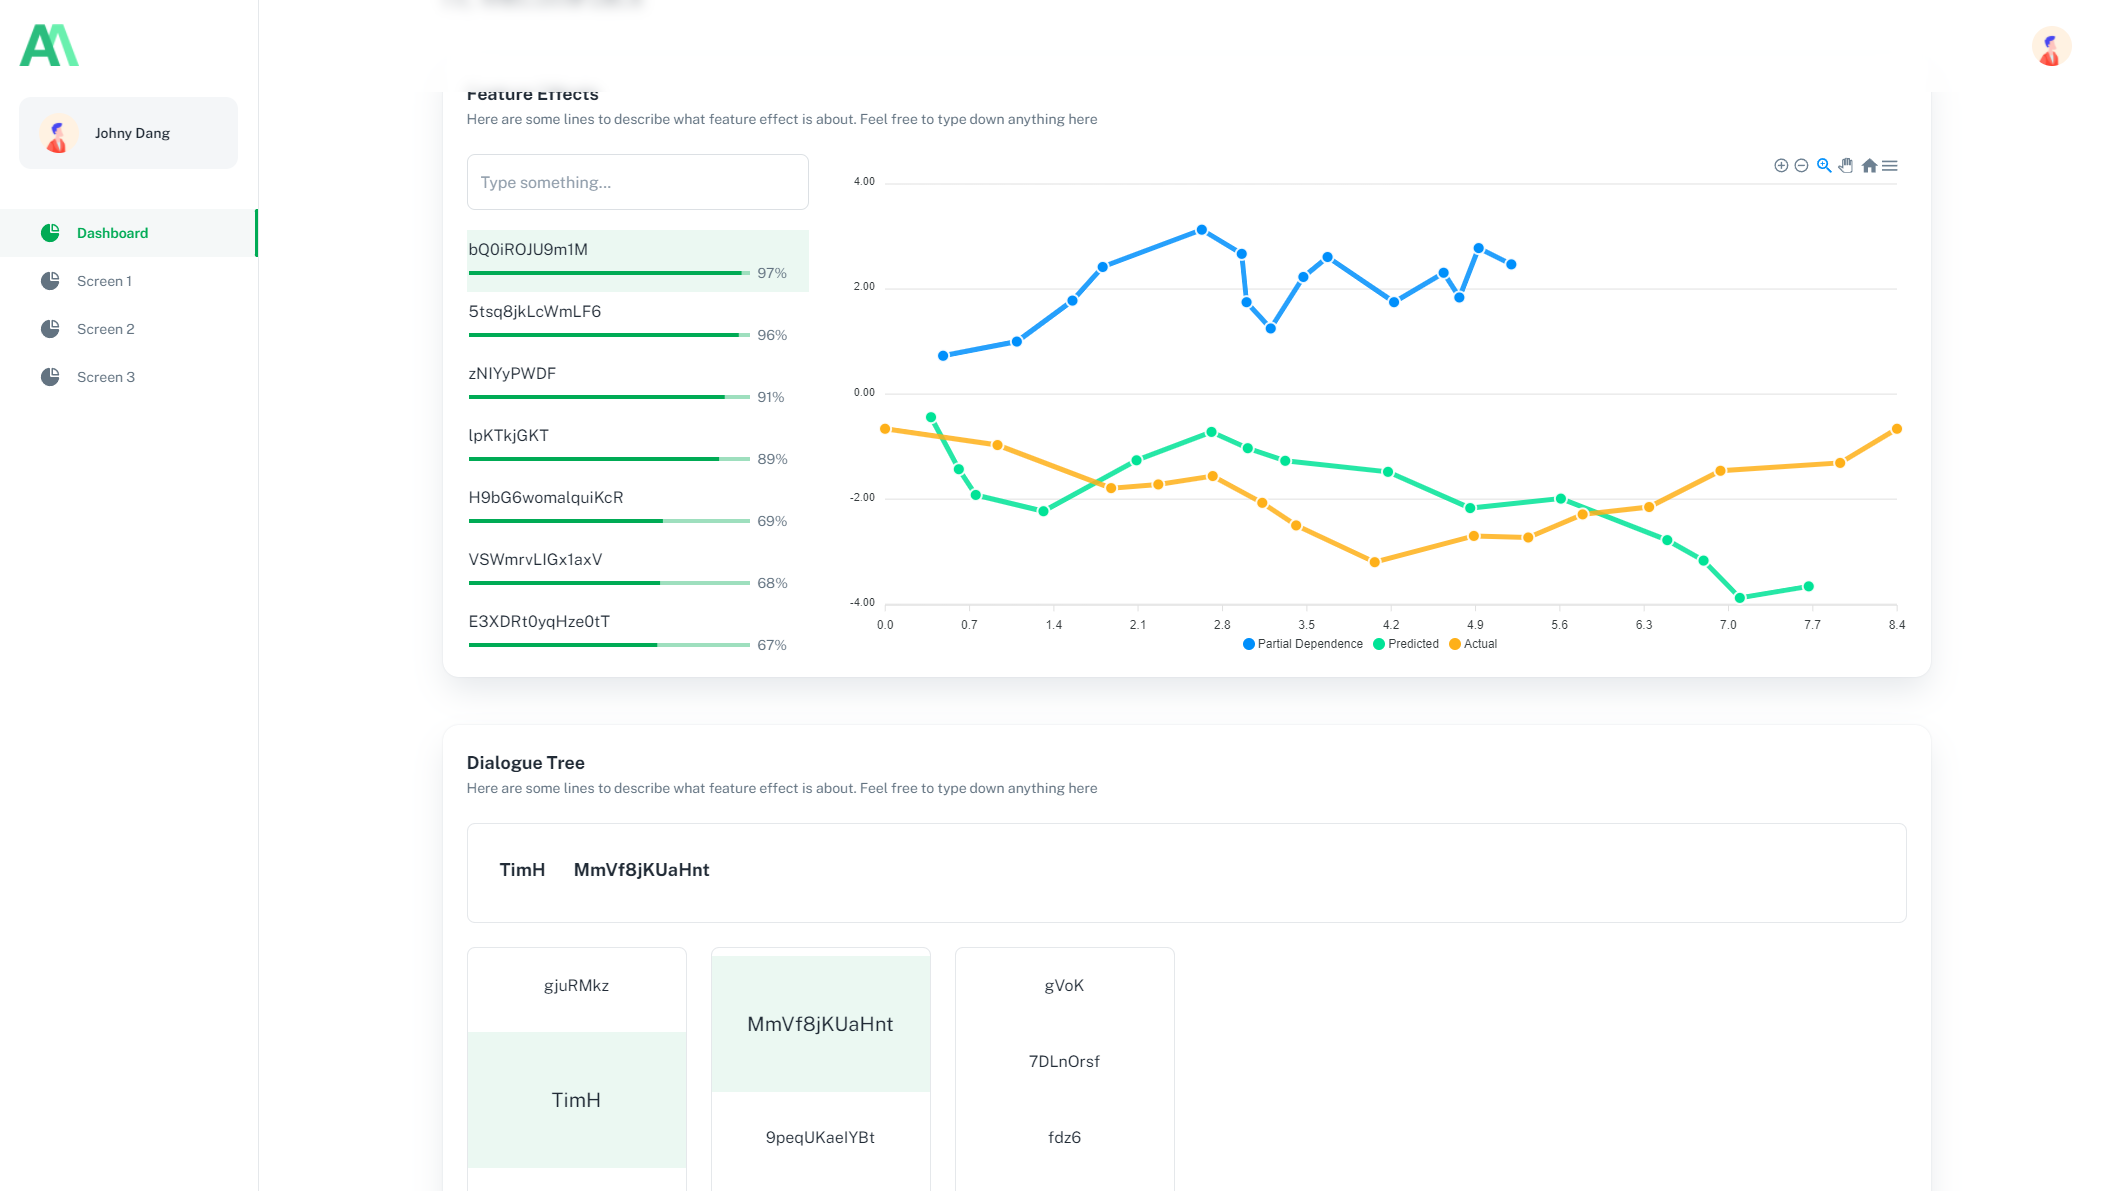 Johny Dang
Dashboard
Screen 1
Screen 2
Screen 3
Feature Effects
Here are some lines to describe what feature effect is about. Feel free to type down anything here
Type something...
bQ0iROJU9m1M
97%
5tsq8jkLcWmLF6
96%
zNIYyPWDF
91%
lpKTkjGKT
89%
H9bG6womalquiKcR
69%
VSWmrvLIGx1axV
68%
E3XDRt0yqHze0tT
67%
4.00
2.00
0.00
-2.00
-4.00
0.0 0.7 1.4 2.1 2.8 3.5 4.2 4.9 5.6 6.3 7.0 7.7 8.4
Partial Dependence Predicted Actual
Dialogue Tree
Here are some lines to describe what feature effect is about. Feel free to type down anything here
TimH MmVf8jKUaHnt
gjuRMkz
TimH
MmVf8jKUaHnt
9peqUKaeIYBt
gVoK
7DLnOrsf
fdz6